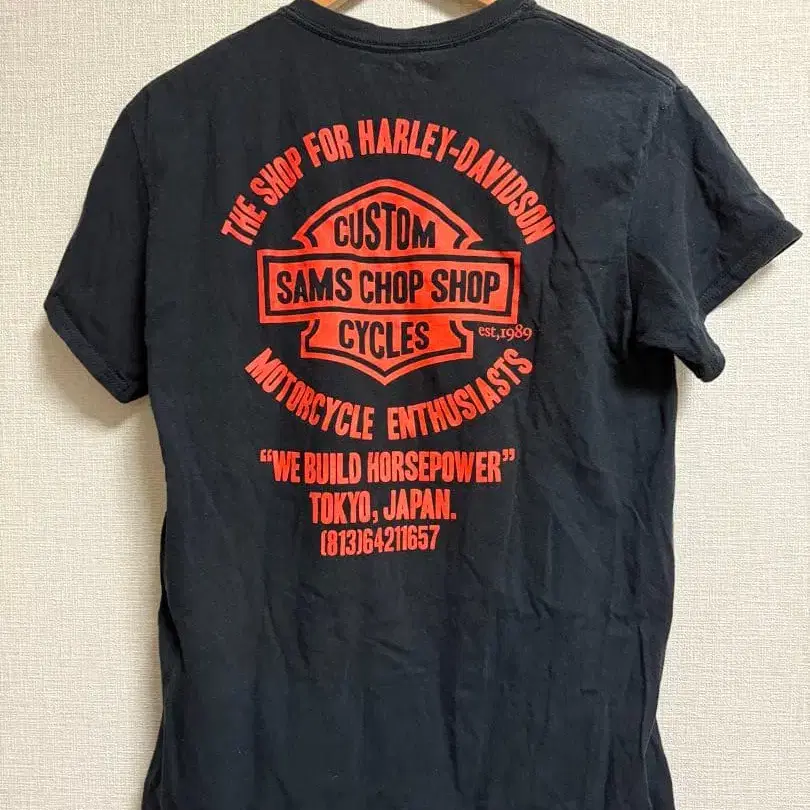 THE SHOP FOR HARLEY-DAVIDSON
CUSTOM
SAMS CHOP SHOP
CYCLES
est,1989
MOTORCYCLE ENTHUSIASTS
“WE BUILD HORSEPOWER”
TOKYO, JAPAN.
(813)64211657